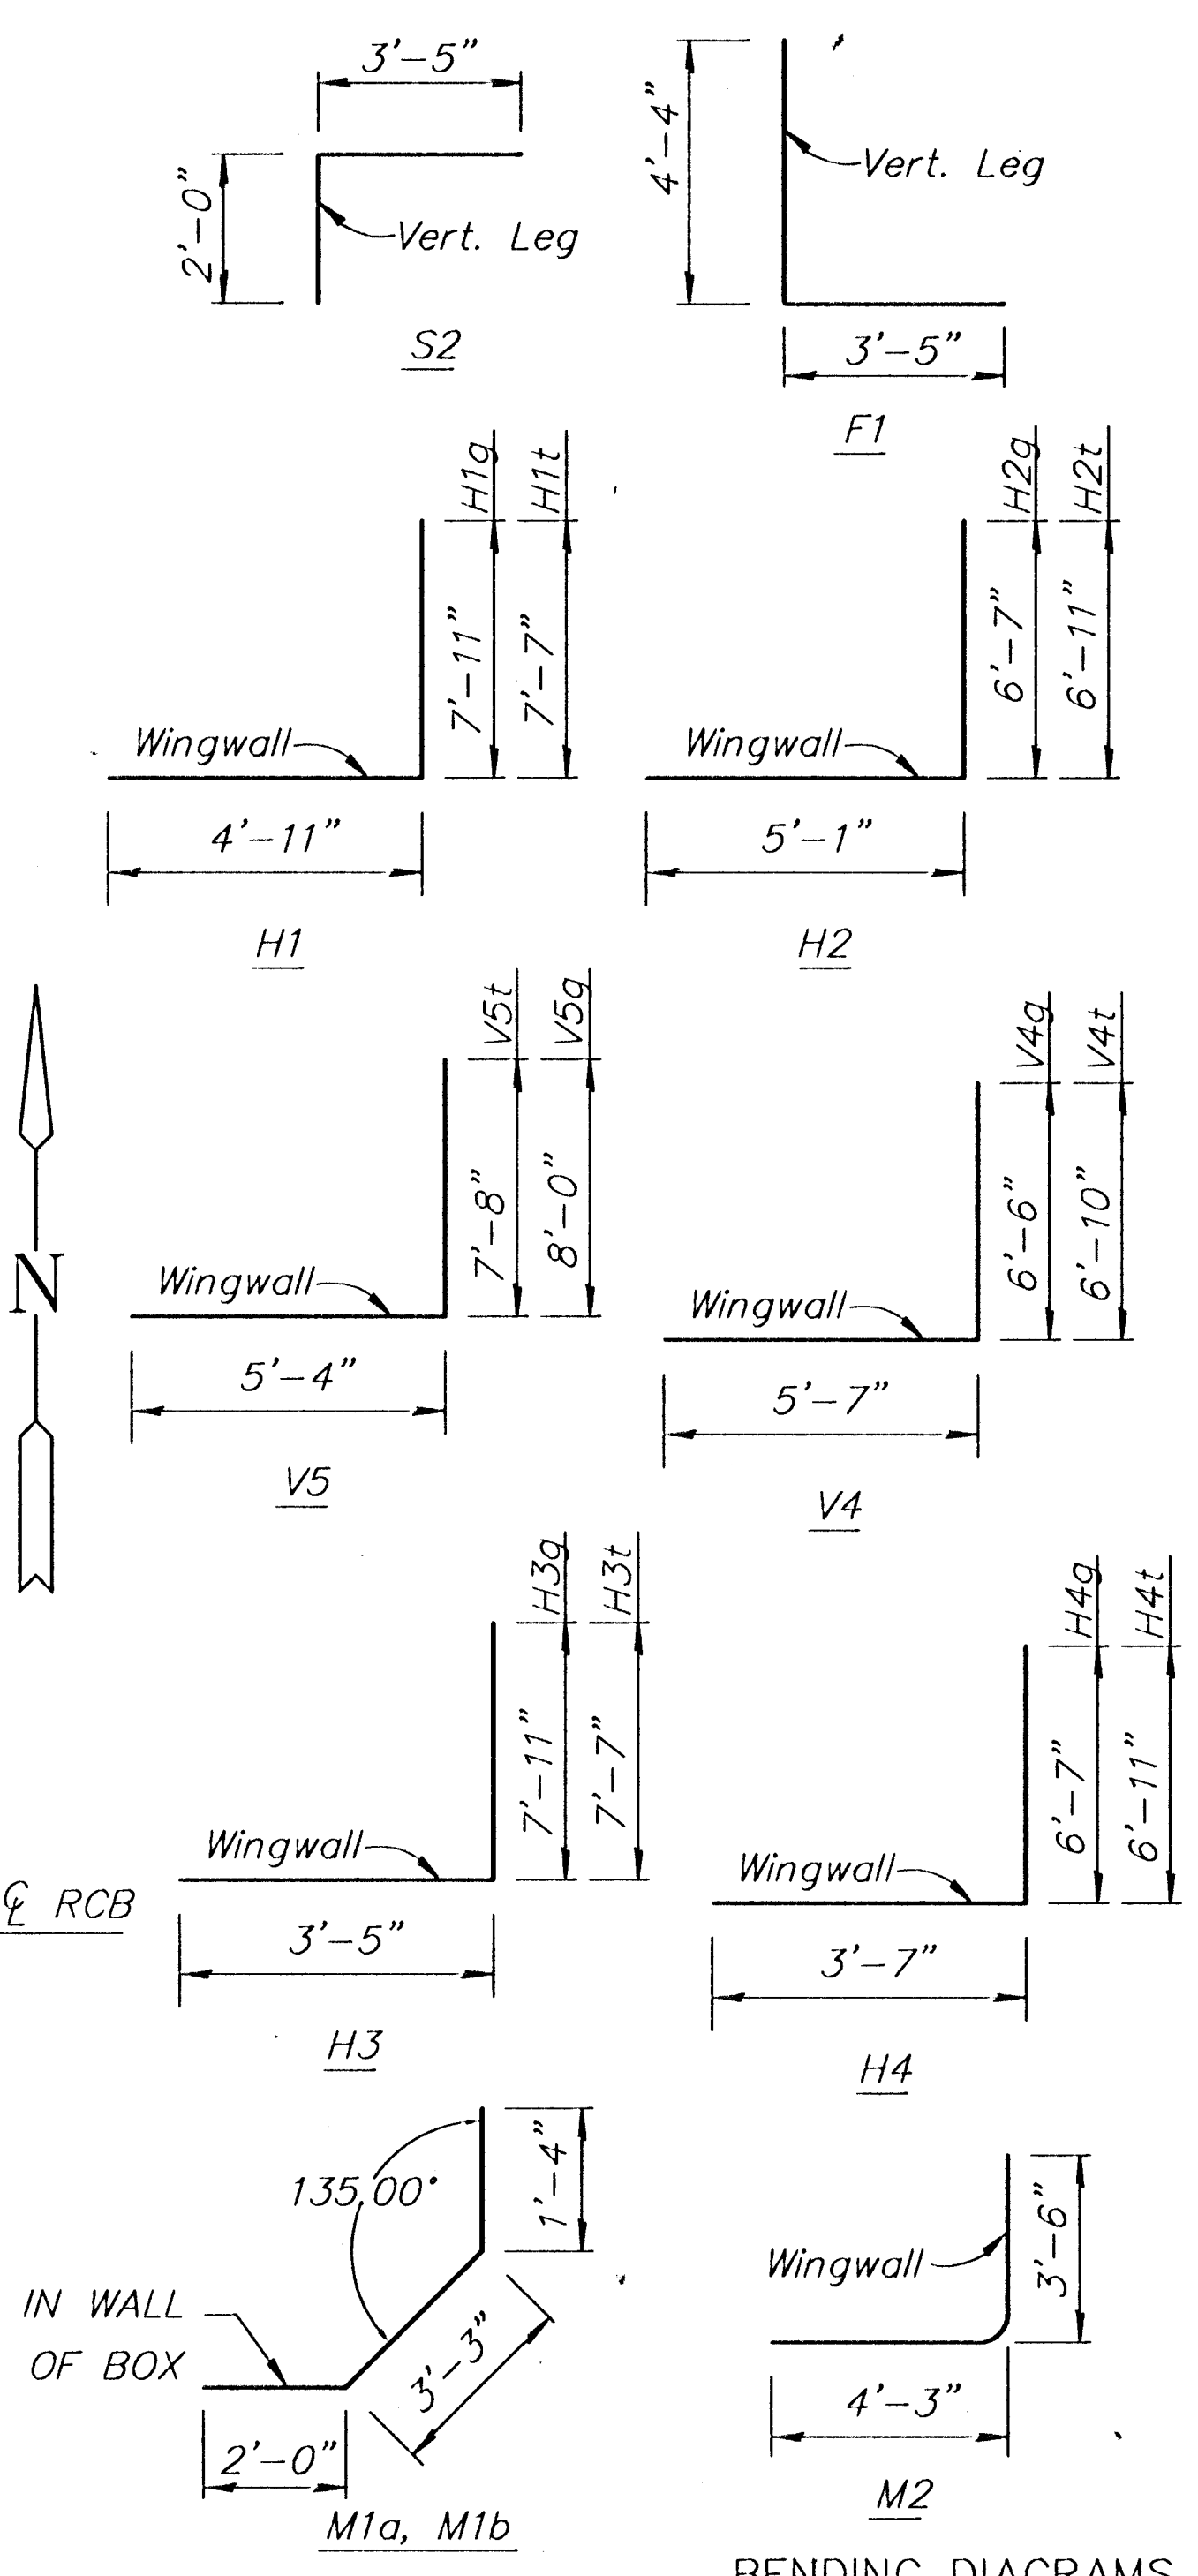 3'-5"
2'-0"
Vert. Leg
S2
4'-4"
Vert. Leg
3'-5"
F1
H1g
H1t
7'-11"
7'-7"
Wingwall
4'-11"
H1
H2g
H2t
6'-7"
6'-11"
Wingwall
5'-1"
H2
N
V5t
V5g
7'-8"
8'-0"
Wingwall
5'-4"
V5
V4g
V4t
6'-6"
6'-10"
Wingwall
5'-7"
V4
℄ RCB
H3g
H3t
7'-11"
7'-7"
Wingwall
3'-5"
H3
H4g
H4t
6'-7"
6'-11"
Wingwall
3'-7"
H4
135.00°
1'-4"
IN WALL
OF BOX
3'-3"
2'-0"
M1a, M1b
Wingwall
3'-6"
4'-3"
M2
BENDING DIAGRAMS